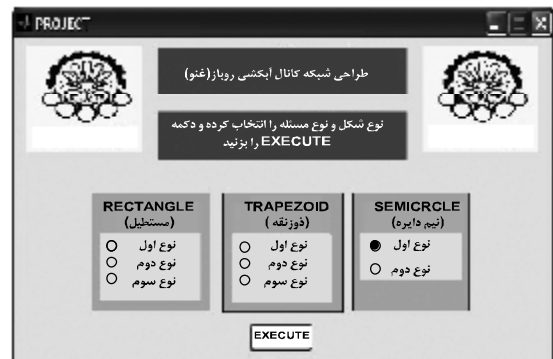 PROJECT
طراحی شبکه کانال آبکشی روباز(غنو)
نوع شکل و نوع مسئله را انتخاب کرده و دکمه
EXECUTE را بزنید
RECTANGLE
(مستطیل)
نوع اول
نوع دوم
نوع سوم
TRAPEZOID
(ذوزنقه )
نوع اول
نوع دوم
نوع سوم
SEMICRCLE
(نیم دایره)
نوع اول
نوع دوم
EXECUTE